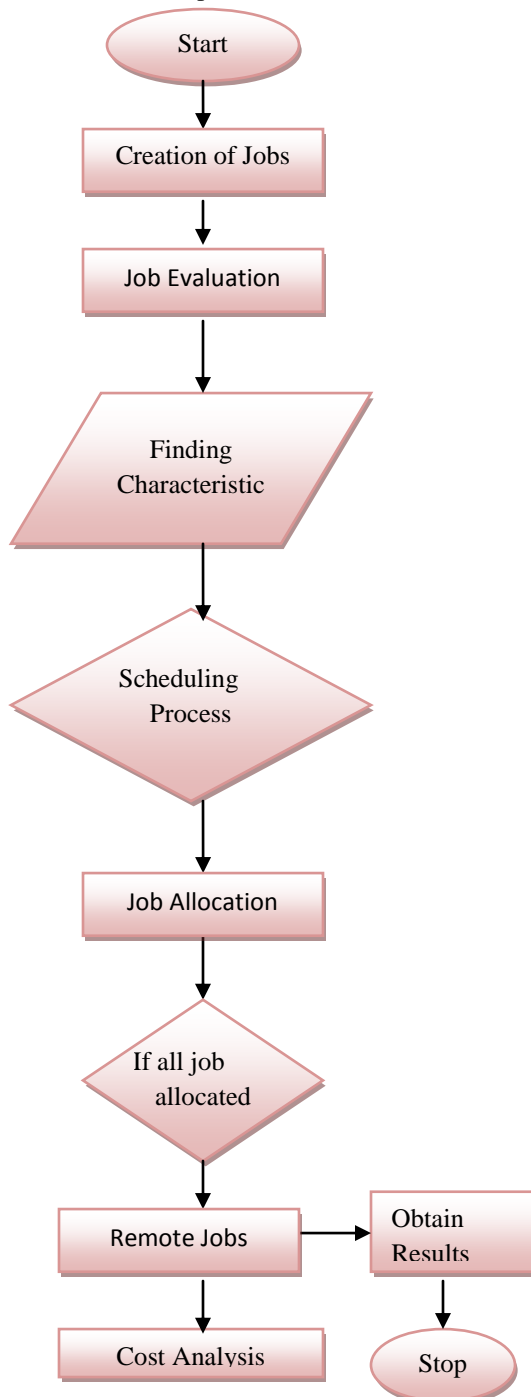 Start
Creation of Jobs
Job Evaluation
Finding
Characteristic
Scheduling
Process
Job Allocation
If all job
allocated
Remote Jobs
Obtain
Results
Cost Analysis
Stop